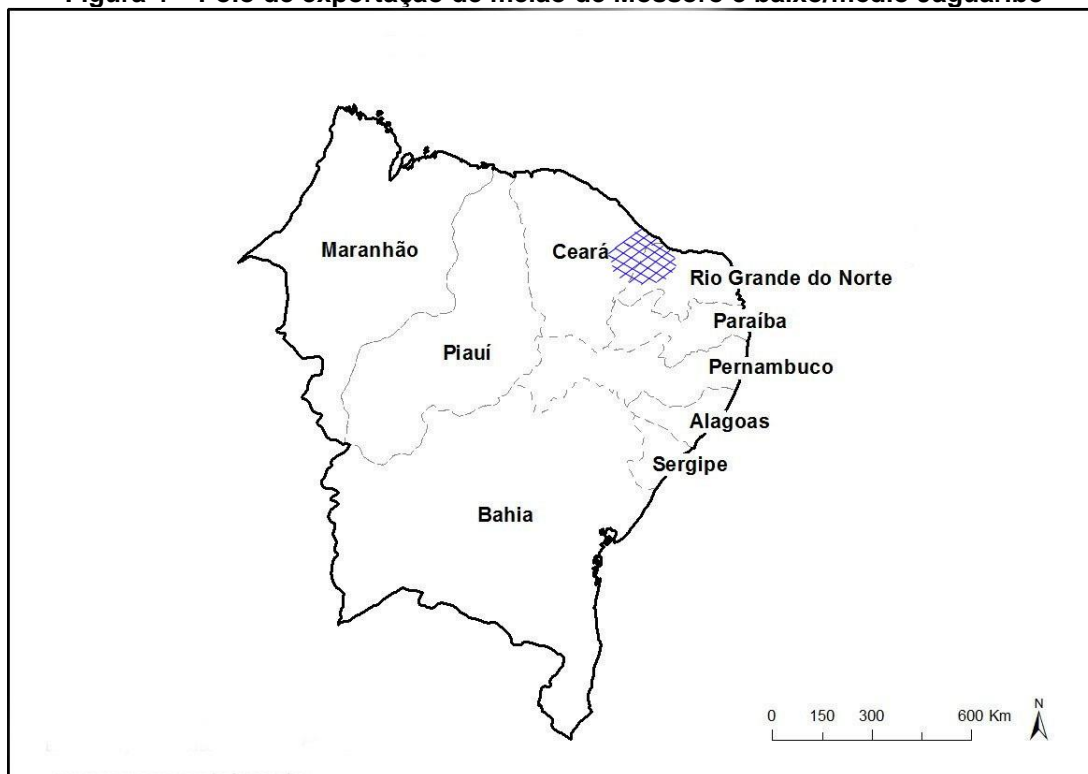 Maranhão
Ceará
Rio Grande do Norte
Paraíba
Piauí
Pernambuco
Alagoas
Sergipe
Bahia
N
0 150 300 600 Km